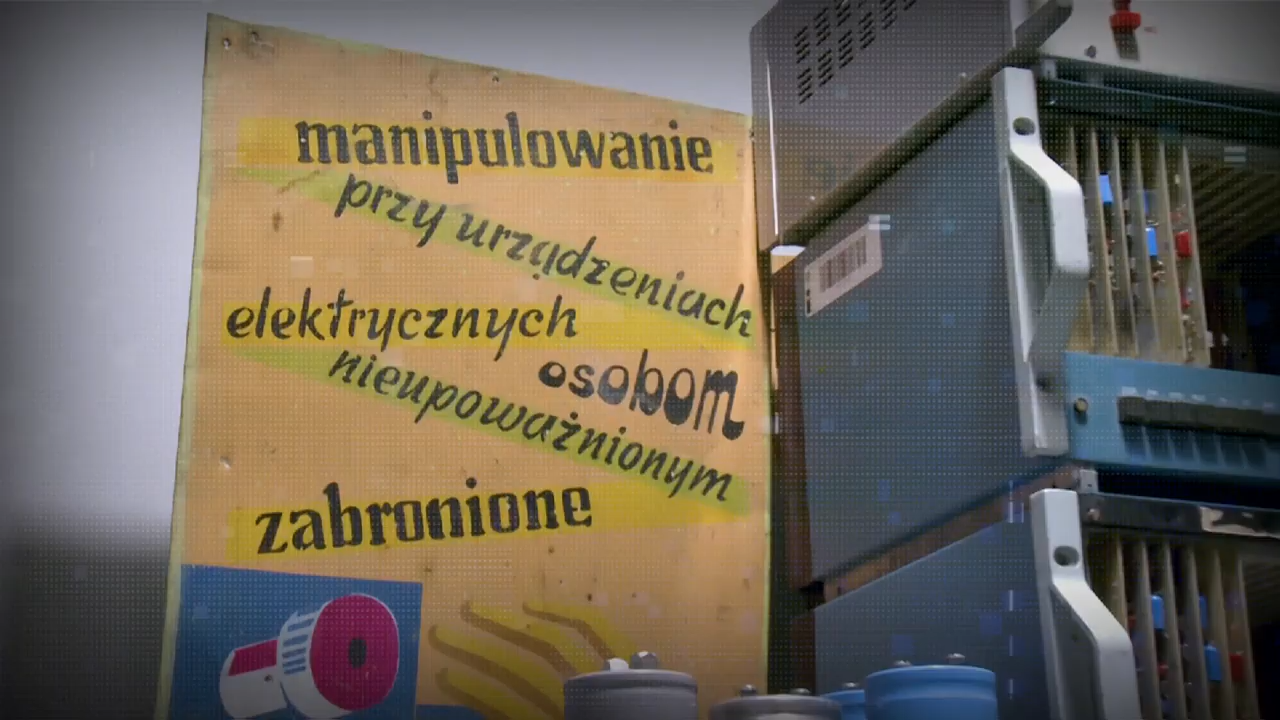 manipulowanie
przy urządzeniach
elektrycznych
osobom
nieupoważnionym
zabronione